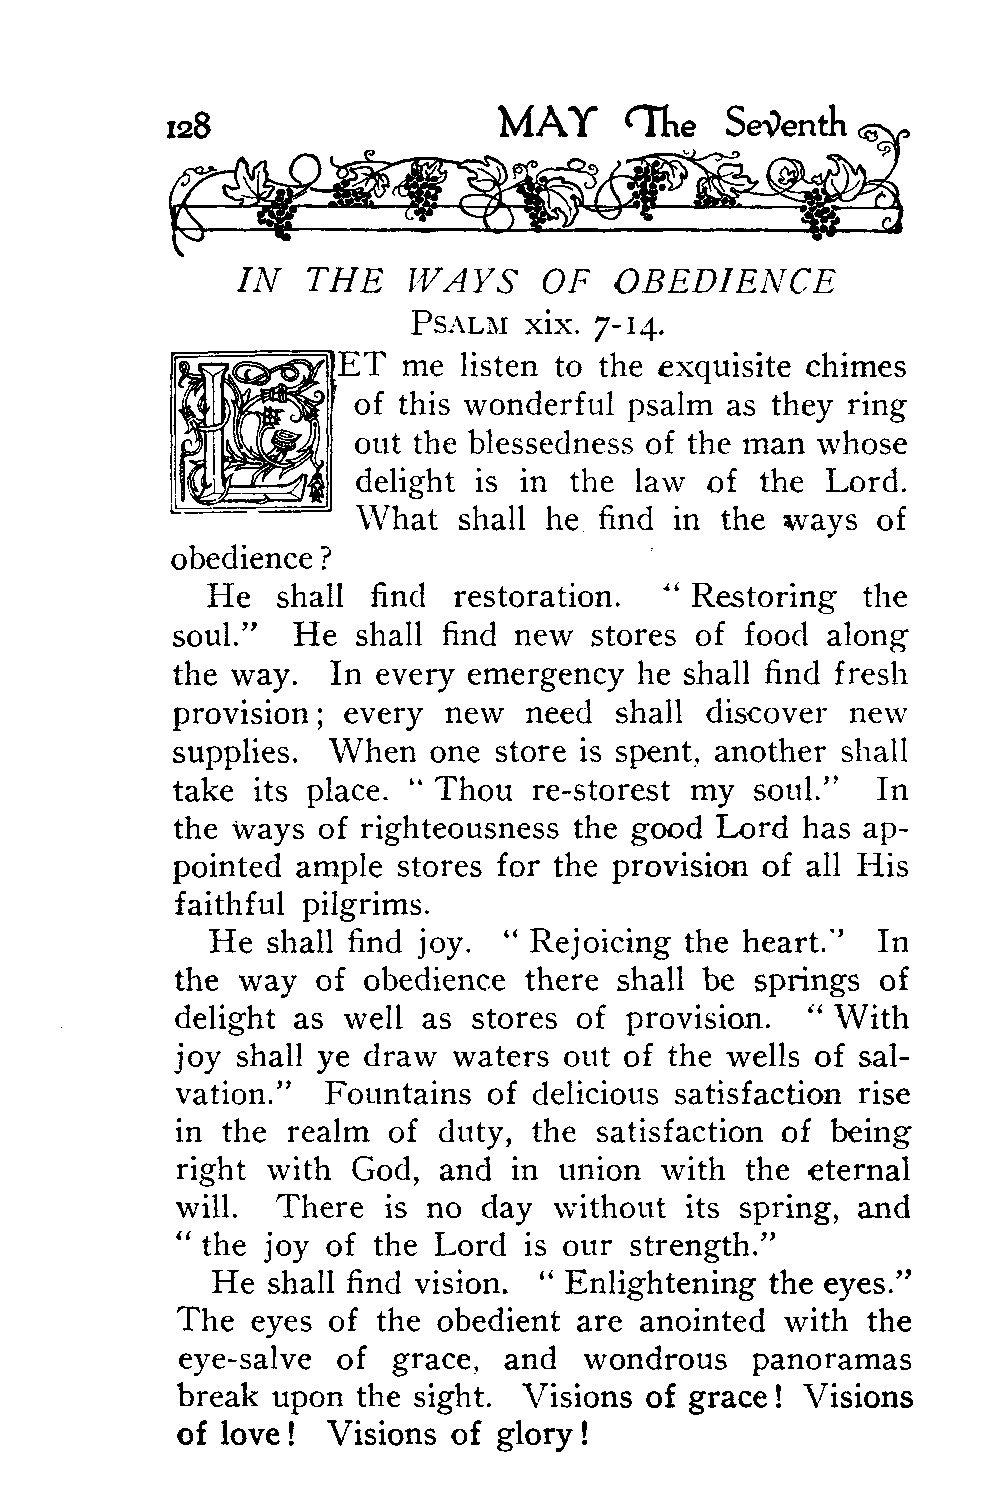 128 MAY The Seventh
IN THE WAYS OF OBEDIENCE
PSALM xix. 7-14.
LET me listen to the exquisite chimes
of this wonderful psalm as they ring
out the blessedness of the man whose
delight is in the law of the Lord.
What shall he find in the ways of
obedience?
He shall find restoration. "Restoring the
soul." He shall find new stores of food along
the way. In every emergency he shall find fresh
provision; every new need shall discover new
supplies. When one store is spent, another shall
take its place. "Thou re-storest my soul." In
the ways of righteousness the good Lord has ap-
pointed ample stores for the provision of all His
faithful pilgrims.
He shall find joy. "Rejoicing the heart." In
the way of obedience there shall be springs of
delight as well as stores of provision. "With
joy shall ye draw waters out of the wells of sal-
vation." Fountains of delicious satisfaction rise
in the realm of duty, the satisfaction of being
right with God, and in union with the eternal
will. There is no day without its spring, and
"the joy of the Lord is our strength."
He shall find vision. "Enlightening the eyes."
The eyes of the obedient are anointed with the
eye-salve of grace, and wondrous panoramas
break upon the sight. Visions of grace! Visions
of love! Visions of glory!